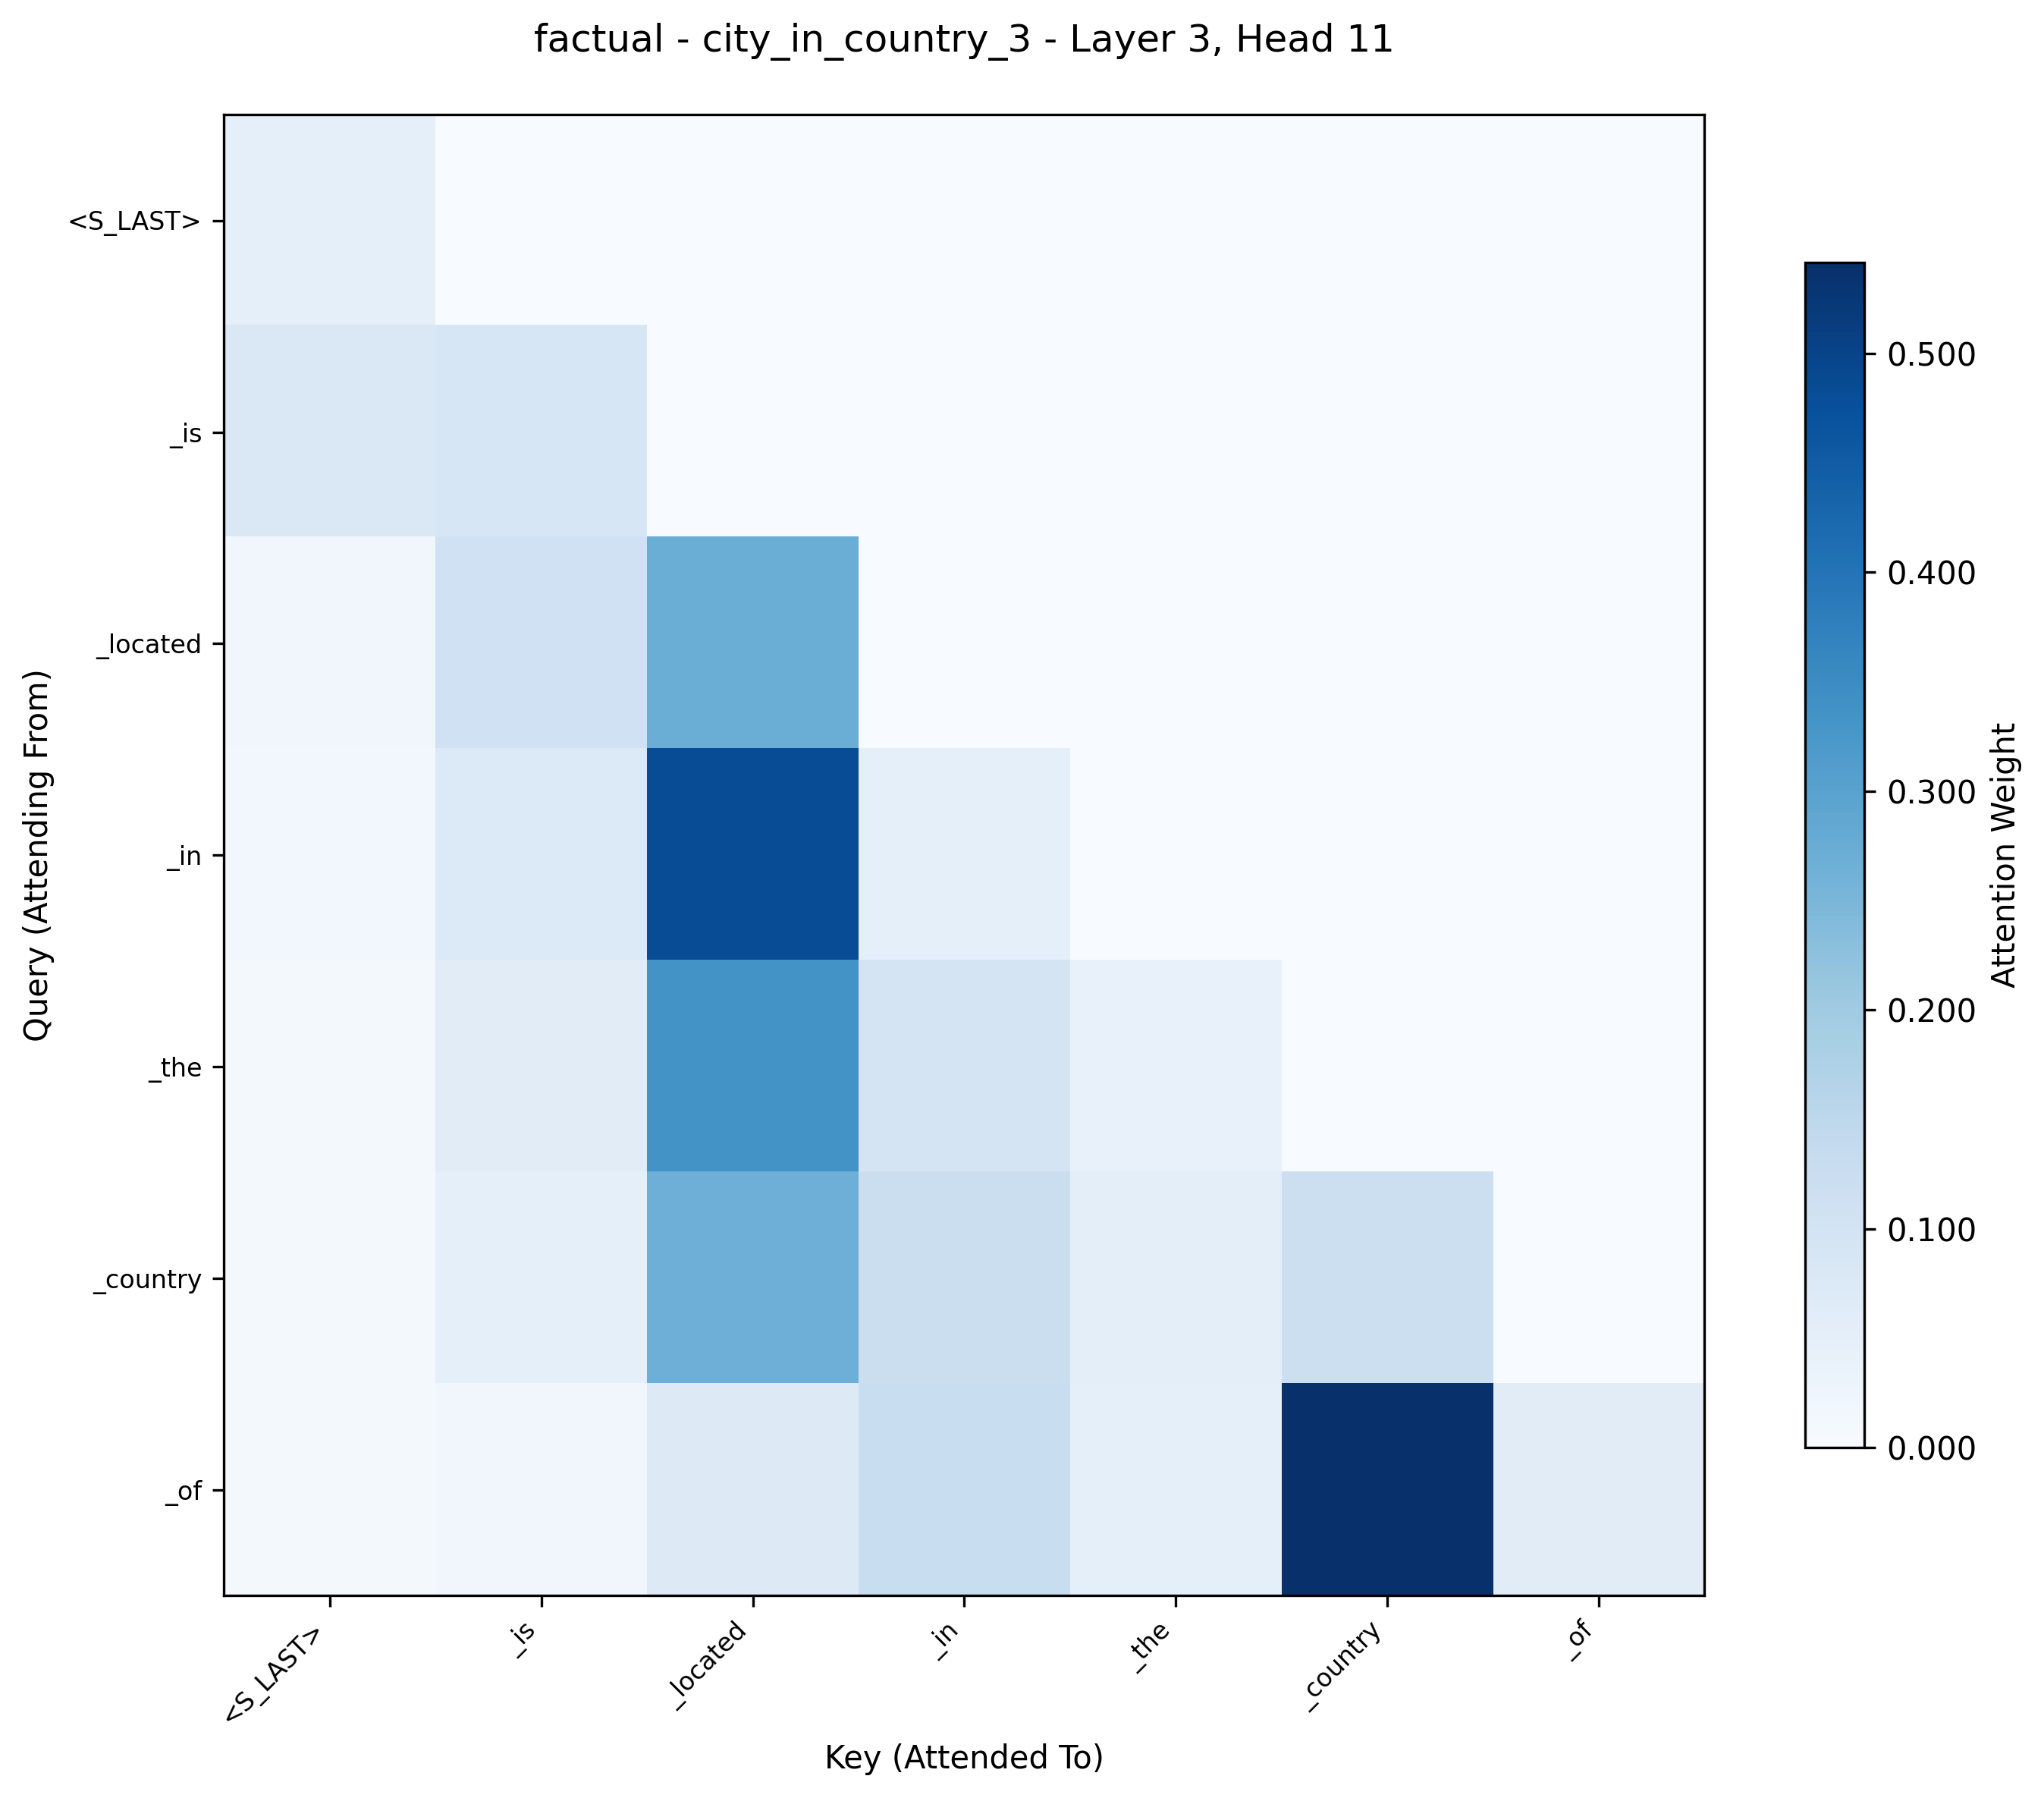 factual - city_in_country_3 - Layer 3, Head 11
Query (Attending From)
<S_LAST>
_is
_located
_in
_the
_country
_of
<S_LAST>
_is
_located
_in
_the
_country
_of
Key (Attended To)
0.500
0.400
0.300
0.200
0.100
0.000
Attention Weight